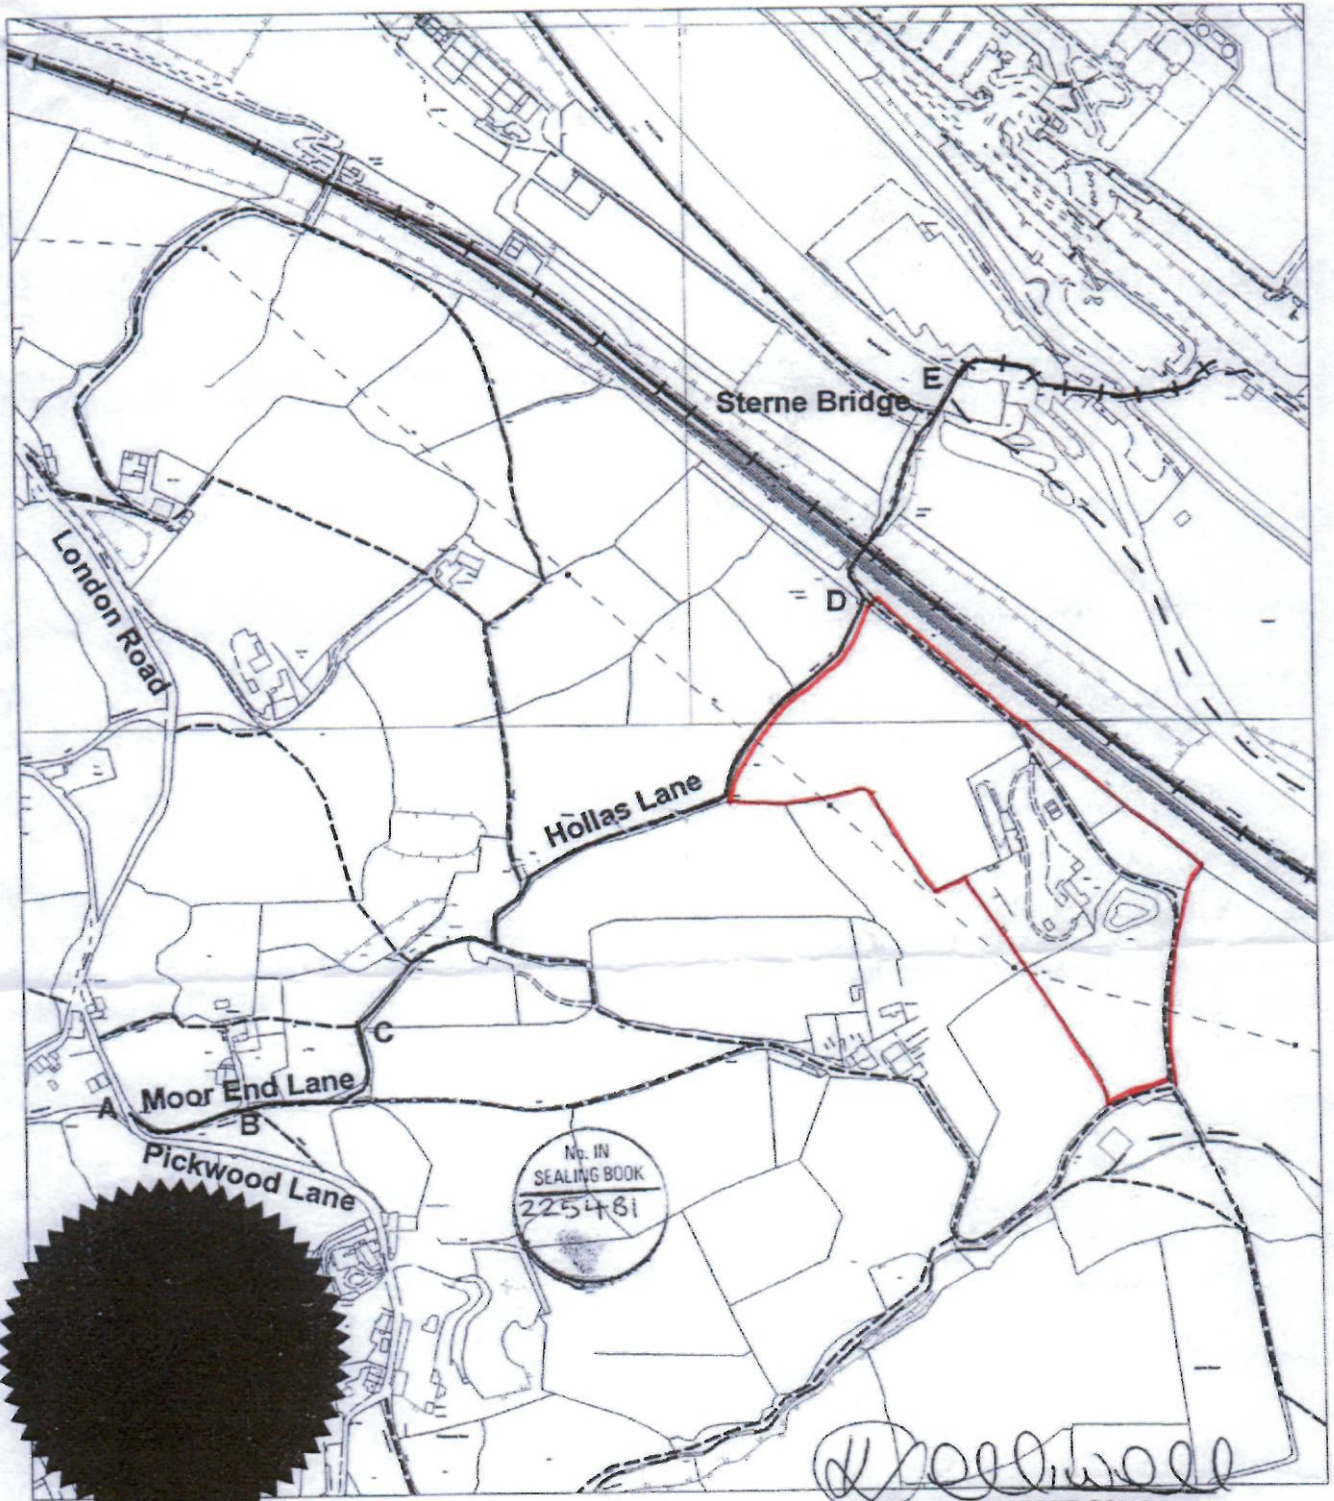 E
Sterne Bridge
D
London Road
Hollas Lane
C
Moor End Lane
A
B
Pickwood Lane
No. IN
SEALING BOOK
225481